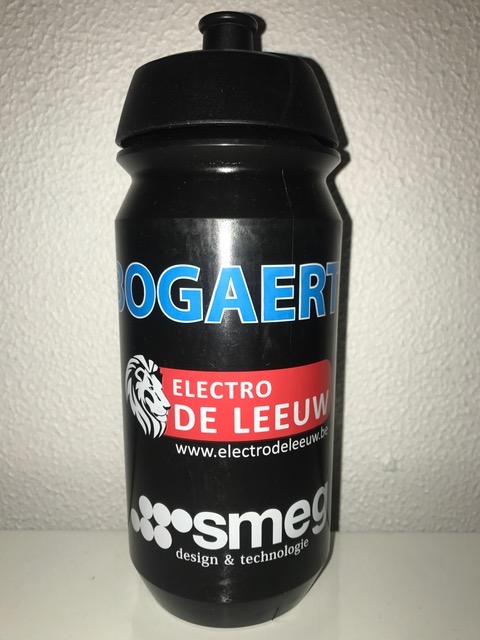 BOGAERT
ELECTRO
DE LEEUW
www.electrodeleeuw.be
smeg
design & technologie